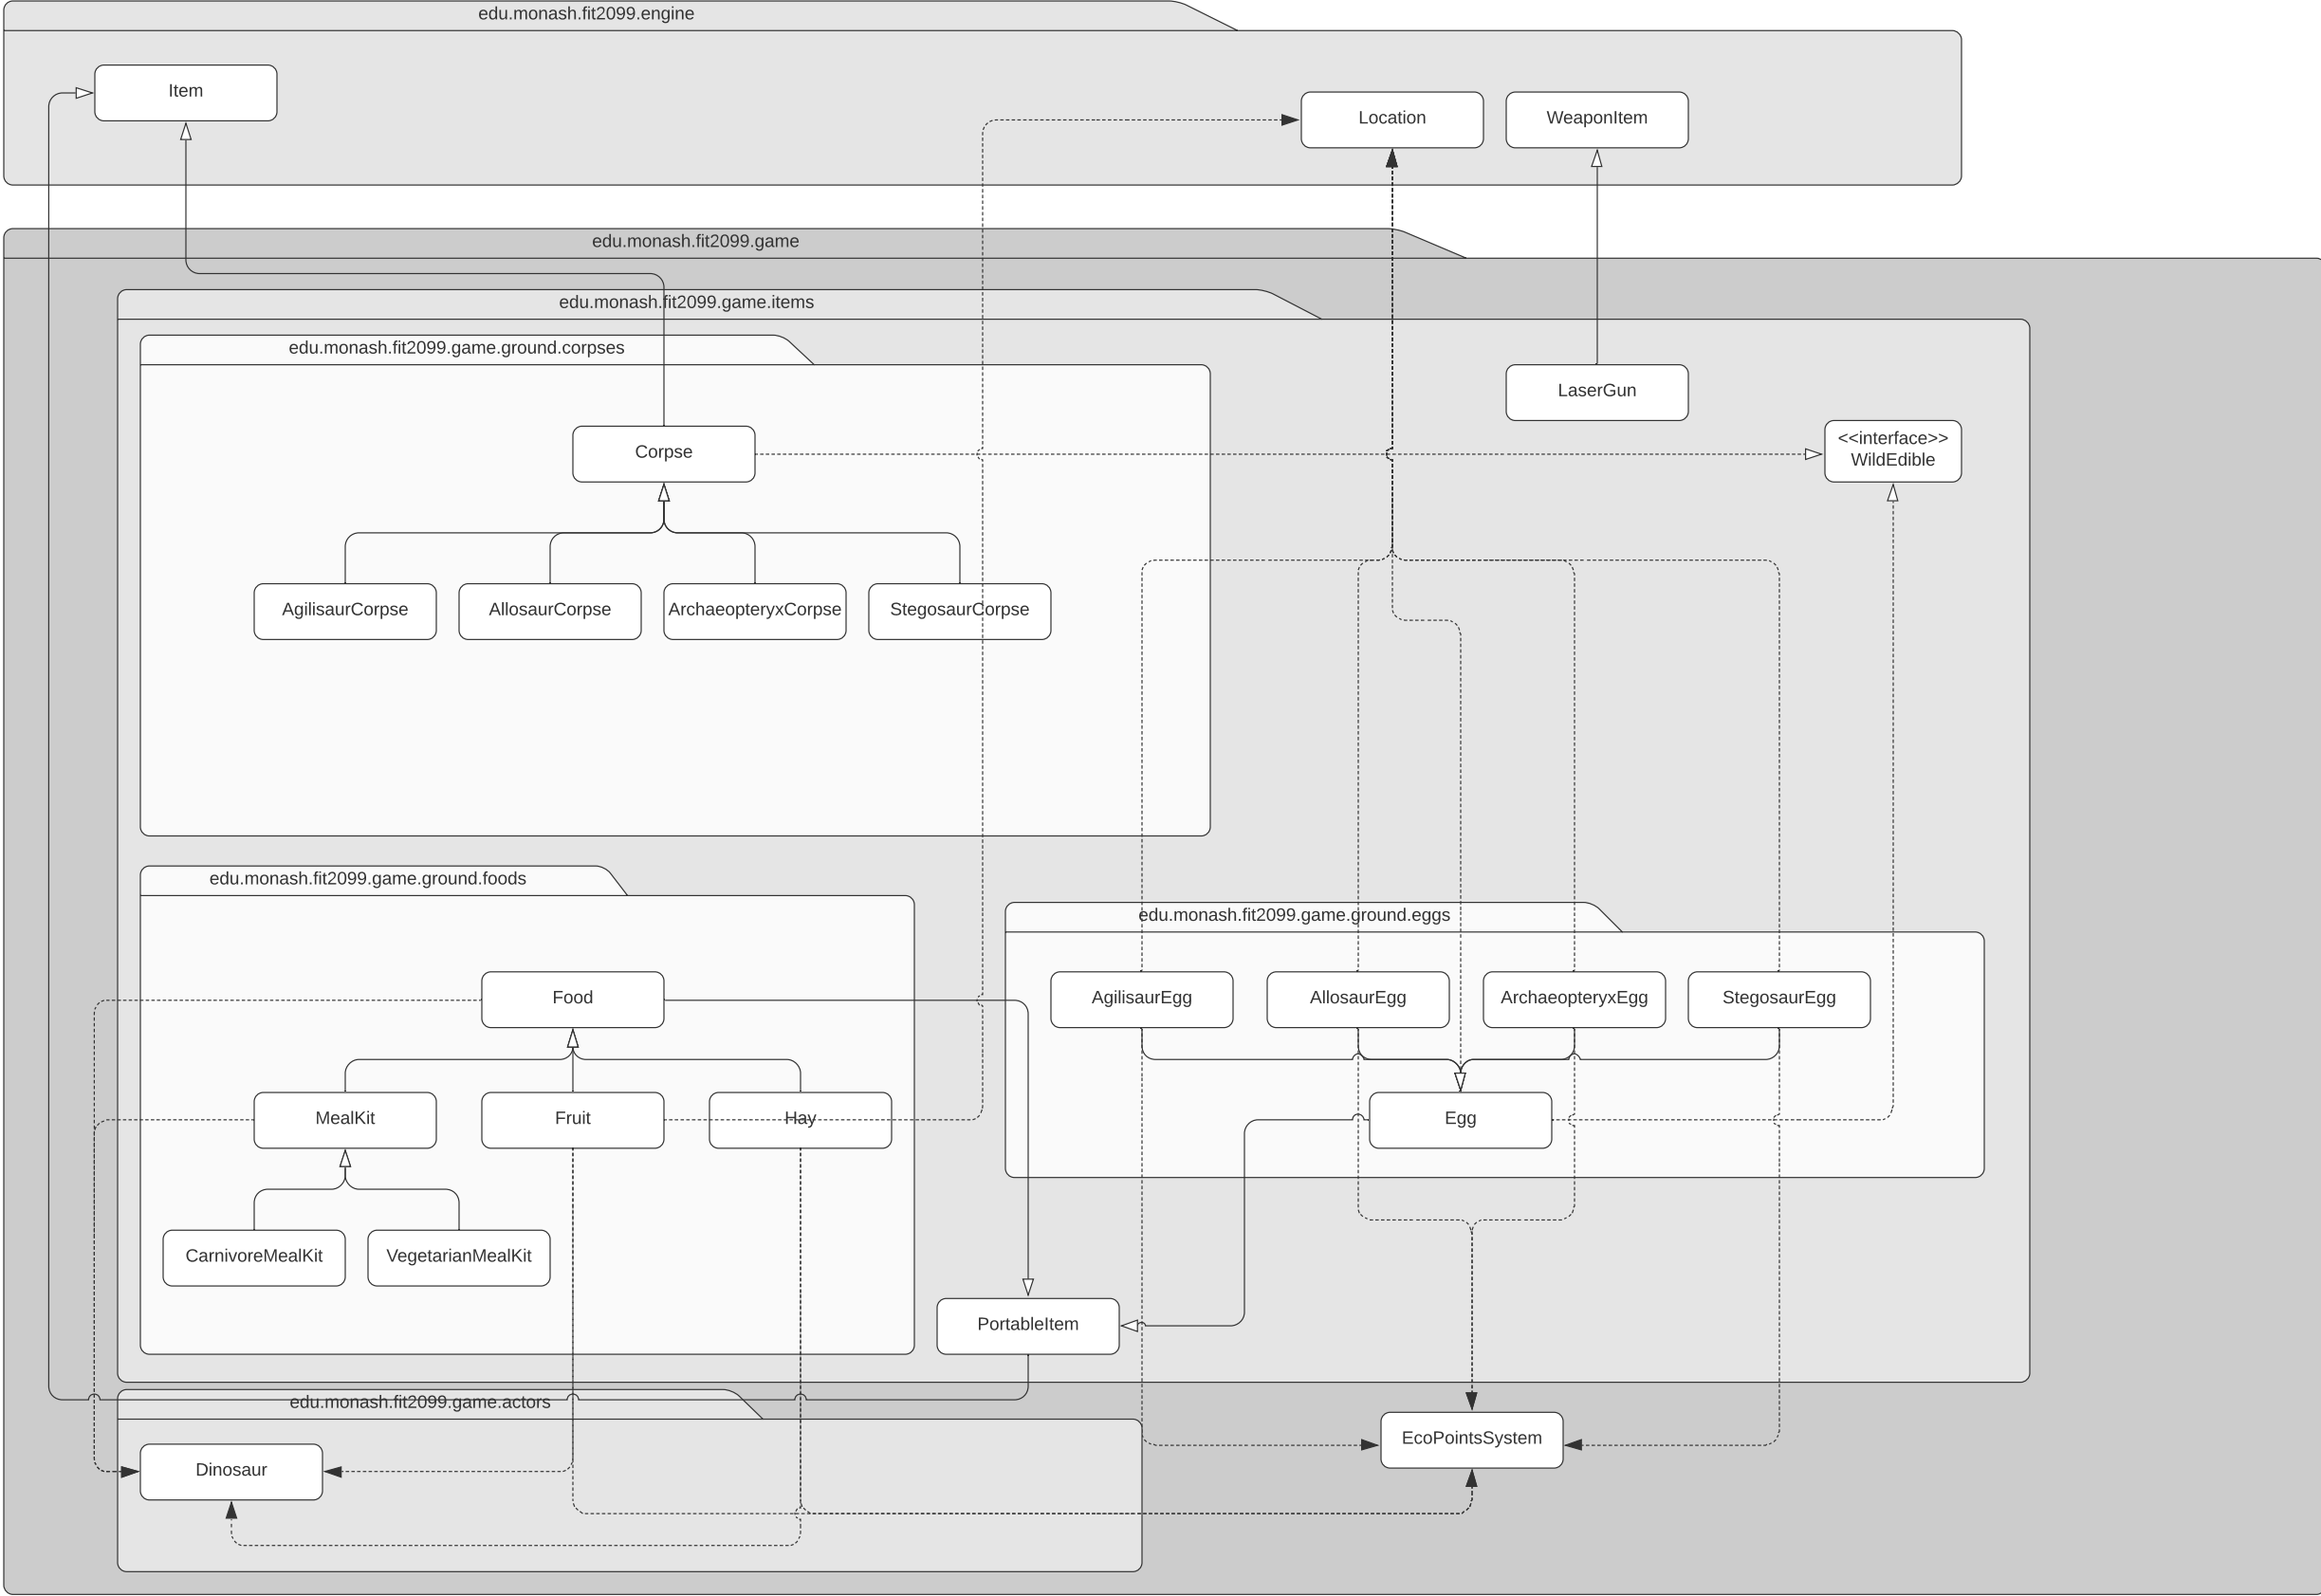 edu.monash.fit2099.engine
Item
Location
WeaponItem
edu.monash.fit2099.game
edu.monash.fit2099.game.items
edu.monash.fit2099.game.ground.corpses
LaserGun
Corpse
<<interface>>
WildEdible
AgilisaurCorpse
AllosaurCorpse
ArchaeopteryxCorpse
StegosaurCorpse
edu.monash.fit2099.game.ground.foods
edu.monash.fit2099.game.ground.eggs
Food
AgilisaurEgg
AllosaurEgg
ArchaeopteryxEgg
StegosaurEgg
MealKit
Fruit
Hay
Egg
CarnivoreMealKit
VegetarianMealKit
PortableItem
edu.monash.fit2099.game.actors
EcoPointsSystem
Dinosaur